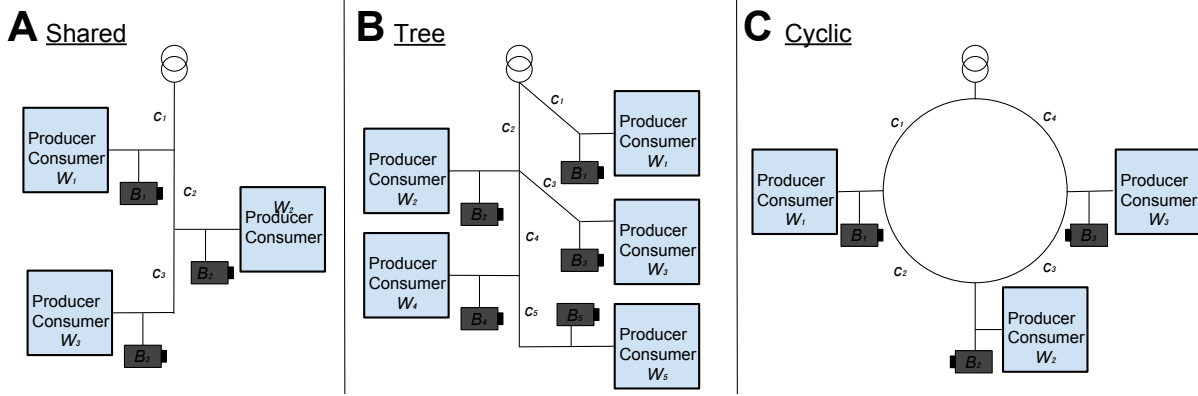 A Shared
C1
Producer
Consumer
W1
B1
C2
W2
Producer
Consumer
B2
C3
Producer
Consumer
W3
B3
B Tree
C1
C2
Producer
Consumer
W1
B1
Producer
Consumer
W2
B2
C3
Producer
Consumer
W3
B3
C4
Producer
Consumer
W4
B4
C5
B5
Producer
Consumer
W5
C Cyclic
C1
C4
Producer
Consumer
W1
B1
Producer
Consumer
W3
B3
C2
C3
Producer
Consumer
W2
B2